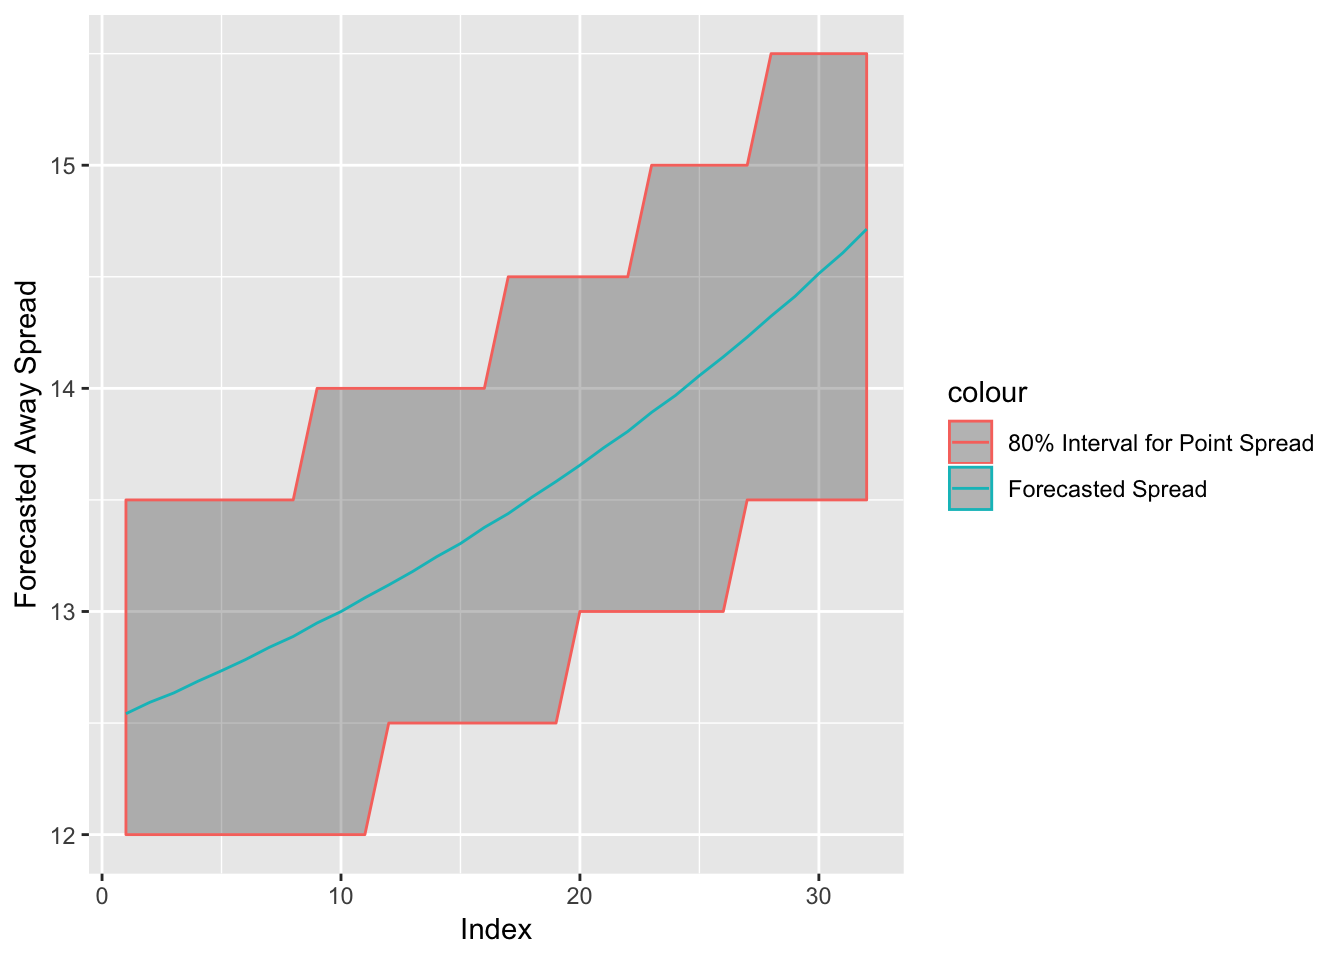 Forecasted Away Spread
15
14
13
12
0
10
20
30
Index
colour
80% Interval for Point Spread
Forecasted Spread